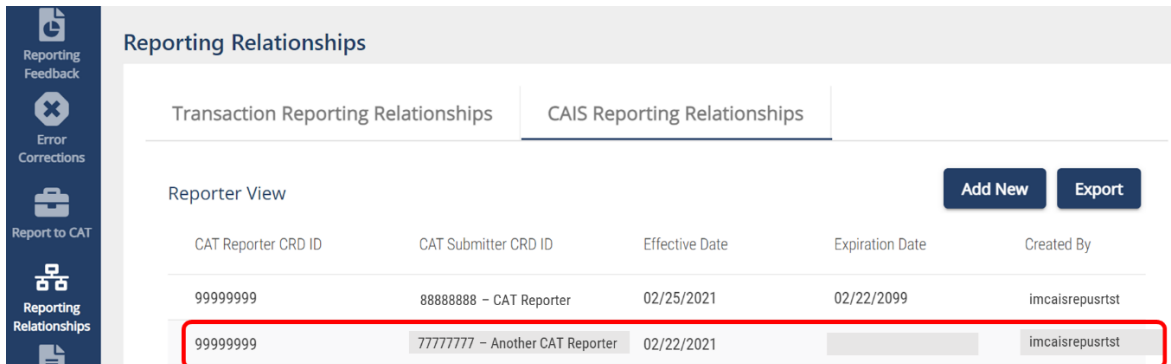 Reporting
Feedback
Error
Corrections
Report to CAT
Reporting
Relationships
Reporting Relationships
Transaction Reporting Relationships CAIS Reporting Relationships
Reporter View Add New Export
CAT Reporter CRD ID CAT Submitter CRD ID Effective Date Expiration Date Created By
99999999 88888888 – CAT Reporter 02/25/2021 02/22/2099 imcaisrepusrtst
99999999 77777777 – Another CAT Reporter 02/22/2021 imcaisrepusrtst